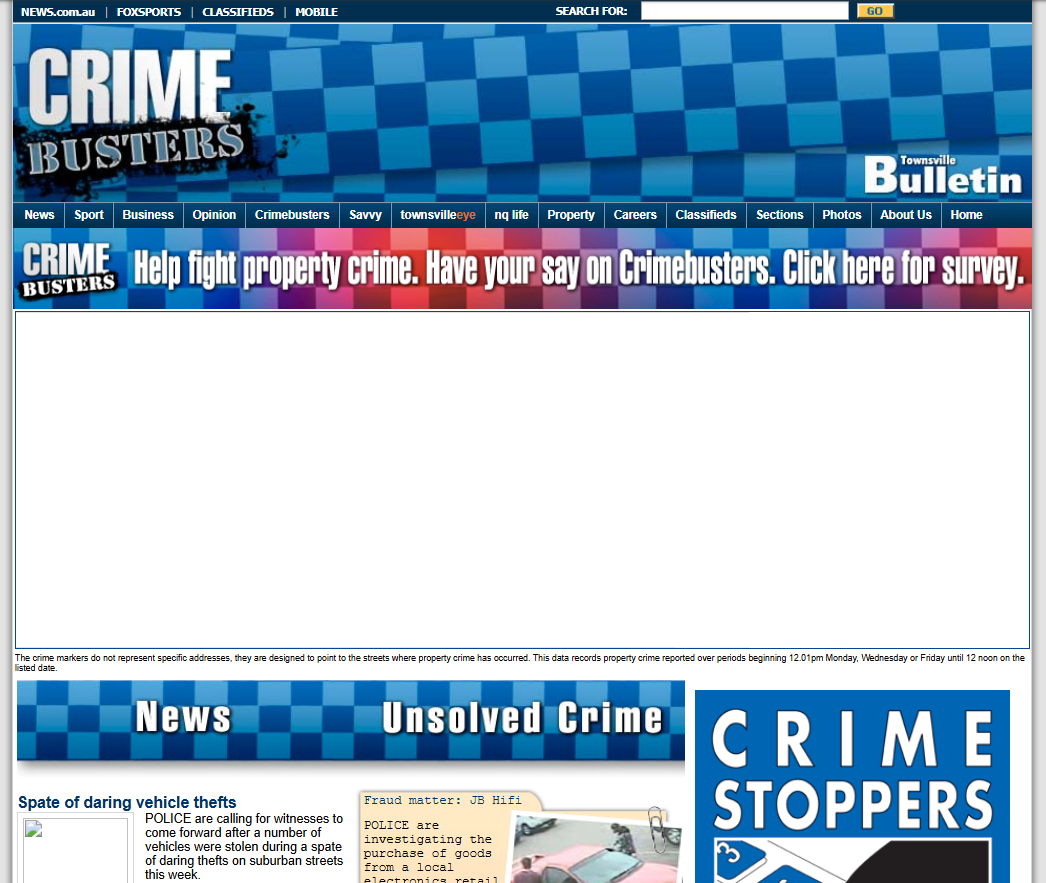 NEWS.com.au | FOXSPORTS | CLASSIFIEDS | MOBILE SEARCH FOR: GO
CRIME
BUSTERS
Townsville
Bulletin
News Sport Business Opinion Crimebusters Savvy townsvilleeye nq life Property Careers Classifieds Sections Photos About Us Home
CRIME
BUSTERS
Help fight property crime. Have your say on Crimebusters. Click here for survey.
The crime markers do not represent specific addresses, they are designed to point to the streets where property crime has occurred. This data records property crime reported over periods beginning 12.01pm Monday, Wednesday or Friday until 12 noon on the
listed date.
News Unsolved Crime
Spate of daring vehicle thefts
POLICE are calling for witnesses to
come forward after a number of
vehicles were stolen during a spate
of daring thefts on suburban streets
this week.
Fraud matter: JB Hifi
POLICE are
investigating the
purchase of goods
from a local
electronics retail
CRIME
STOPPERS
3